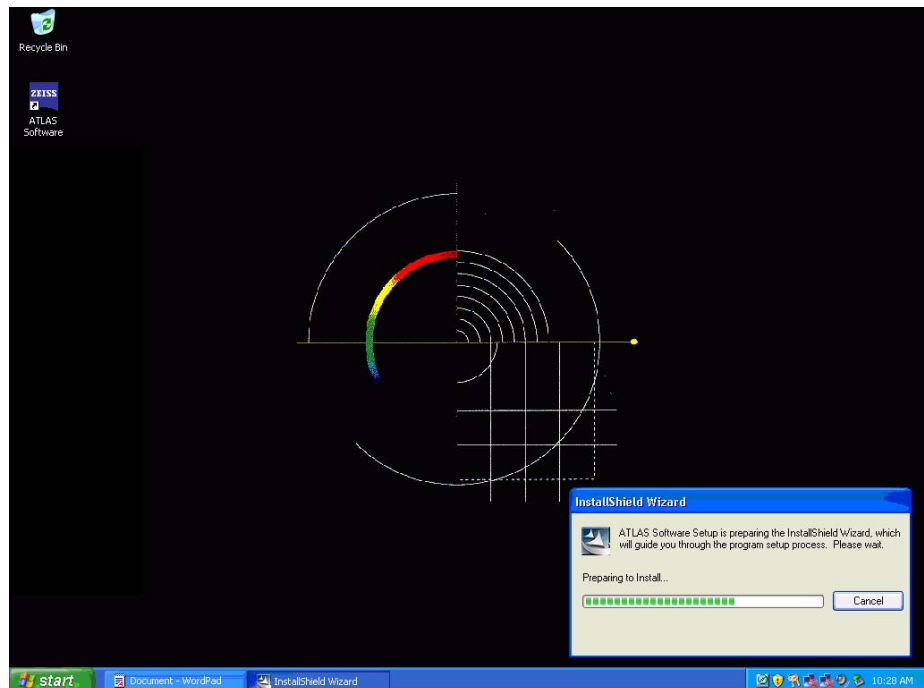 Recycle Bin
ZEISS
ATLAS
Software
InstallShield Wizard
ATLAS Software Setup is preparing the InstallShield Wizard, which
will guide you through the program setup process. Please wait.
Preparing to Install...
Cancel
start
Document - WordPad
InstallShield Wizard
10:28 AM